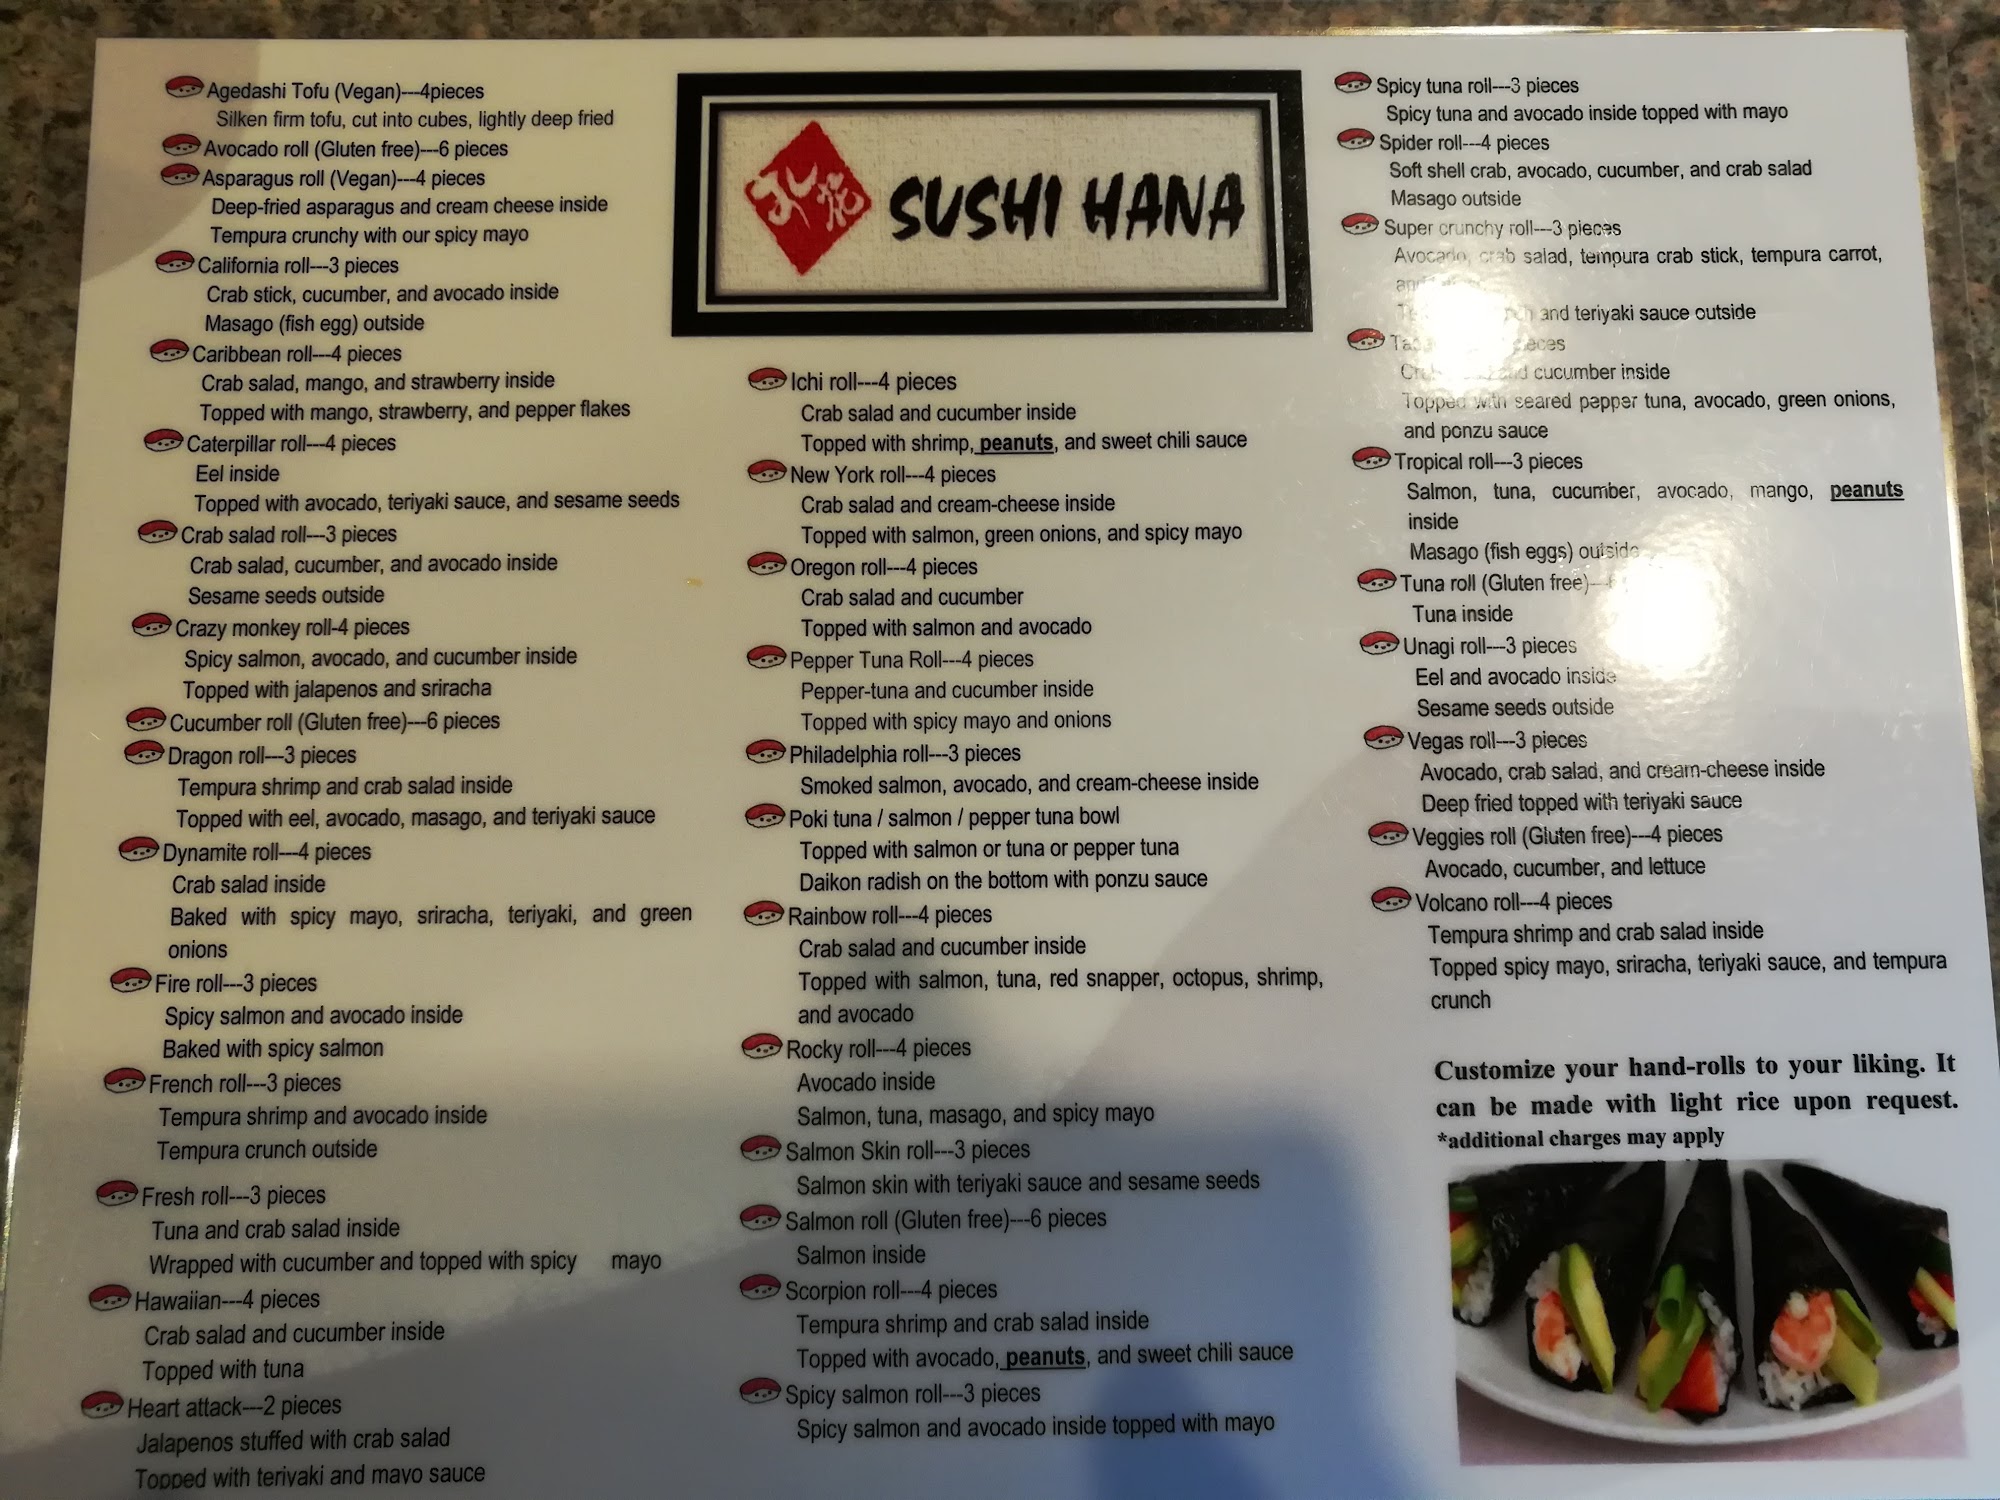 Agedashi Tofu (Vegan)---4pieces
Silken firm tofu, cut into cubes, lightly deep fried
Avocado roll (Gluten free)---6 pieces
Asparagus roll (Vegan)---4 pieces
Deep-fried asparagus and cream cheese inside
Tempura crunchy with our spicy mayo
California roll---3 pieces
Crab stick, cucumber, and avocado inside
Masago (fish egg) outside
Caribbean roll---4 pieces
Crab salad, mango, and strawberry inside
Topped with mango, strawberry, and pepper flakes
Caterpillar roll---4 pieces
Eel inside
Topped with avocado, teriyaki sauce, and sesame seeds
Crab salad roll---3 pieces
Crab salad, cucumber, and avocado inside
Sesame seeds outside
Crazy monkey roll-4 pieces
Spicy salmon, avocado, and cucumber inside
Topped with jalapenos and sriracha
Cucumber roll (Gluten free)---6 pieces
Dragon roll---3 pieces
Tempura shrimp and crab salad inside
Topped with eel, avocado, masago, and teriyaki sauce
Dynamite roll---4 pieces
Crab salad inside
Baked with spicy mayo, sriracha, teriyaki, and green
onions
Fire roll---3 pieces
Spicy salmon and avocado inside
Baked with spicy salmon
French roll---3 pieces
Tempura shrimp and avocado inside
Tempura crunch outside
Fresh roll---3 pieces
Tuna and crab salad inside
Wrapped with cucumber and topped with spicy mayo
Hawaiian---4 pieces
Crab salad and cucumber inside
Topped with tuna
Heart attack---2 pieces
Jalapenos stuffed with crab salad
Topped with teriyaki and mayo sauce
SUSHI HANA
Ichi roll---4 pieces
Crab salad and cucumber inside
Topped with shrimp, peanuts, and sweet chili sauce
New York roll---4 pieces
Crab salad and cream-cheese inside
Topped with salmon, green onions, and spicy mayo
Oregon roll---4 pieces
Crab salad and cucumber
Topped with salmon and avocado
Pepper Tuna Roll---4 pieces
Pepper-tuna and cucumber inside
Topped with spicy mayo and onions
Philadelphia roll---3 pieces
Smoked salmon, avocado, and cream-cheese inside
Poki tuna / salmon / pepper tuna bowl
Topped with salmon or tuna or pepper tuna
Daikon radish on the bottom with ponzu sauce
Rainbow roll---4 pieces
Crab salad and cucumber inside
Topped with salmon, tuna, red snapper, octopus, shrimp,
and avocado
Rocky roll---4 pieces
Avocado inside
Salmon, tuna, masago, and spicy mayo
Salmon Skin roll---3 pieces
Salmon skin with teriyaki sauce and sesame seeds
Salmon roll (Gluten free)---6 pieces
Salmon inside
Scorpion roll---4 pieces
Tempura shrimp and crab salad inside
Topped with avocado, peanuts, and sweet chili sauce
Spicy salmon roll---3 pieces
Spicy salmon and avocado inside topped with mayo
Spicy tuna roll---3 pieces
Spicy tuna and avocado inside topped with mayo
Spider roll---4 pieces
Soft shell crab, avocado, cucumber, and crab salad
Masago outside
Super crunchy roll---3 pieces
Avocado, crab salad, tempura crab stick, tempura carrot,
and teriyaki sauce outside
pieces
and cucumber inside
Topped with seared pepper tuna, avocado, green onions,
and ponzu sauce
Tropical roll---3 pieces
Salmon, tuna, cucumber, avocado, mango, peanuts
inside
Masago (fish eggs) outside
Tuna roll (Gluten free)
Tuna inside
Unagi roll---3 pieces
Eel and avocado inside
Sesame seeds outside
Vegas roll---3 pieces
Avocado, crab salad, and cream-cheese inside
Deep fried topped with teriyaki sauce
Veggies roll (Gluten free)---4 pieces
Avocado, cucumber, and lettuce
Volcano roll---4 pieces
Tempura shrimp and crab salad inside
Topped spicy mayo, sriracha, teriyaki sauce, and tempura
crunch
Customize your hand-rolls to your liking. It
can be made with light rice upon request.
*additional charges may apply